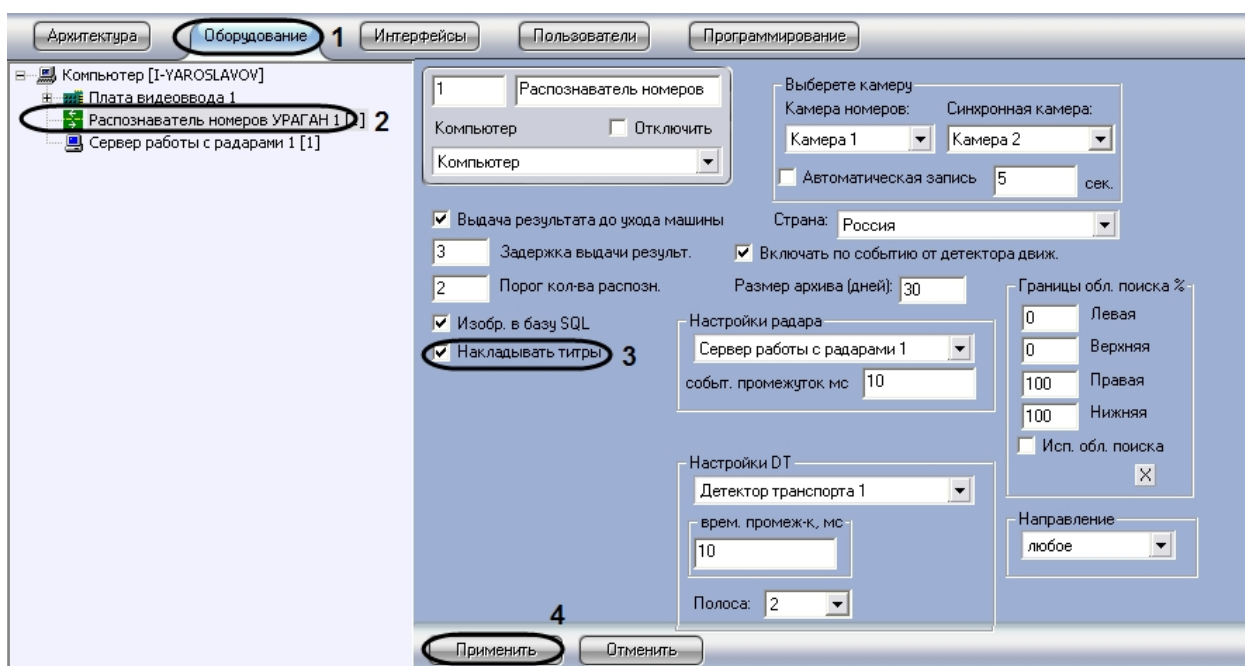 Архитектура Оборудование 1 Интерфейсы Пользователи Программирование
Компьютер [I-YAROSLAVOV]
Плата видеоввода 1
Распознаватель номеров УРАГАН 1 [1] 2
Сервер работы с радарами 1 [1]
1 Распознаватель номеров
Компьютер Отключить
Компьютер
Выберете камеру
Камера номеров: Синхронная камера:
Камера 1 Камера 2
Автоматическая запись 5 сек.
Выдача результата до ухода машины Страна: Россия
3 Задержка выдачи результ. Включать по событию от детектора движ.
2 Порог кол-ва распозн. Размер архива (дней): 30
Изобр. в базу SQL
Накладывать титры 3
Настройки радара
Сервер работы с радарами 1
событ. промежуток мс 10
Границы обл. поиска %
0 Левая
0 Верхняя
100 Правая
100 Нижняя
Исп. обл. поиска
X
Настройки DT
Детектор транспорта 1
врем. промеж-к, мс
10
Полоса: 2
Направление
любое
4
Применить Отменить